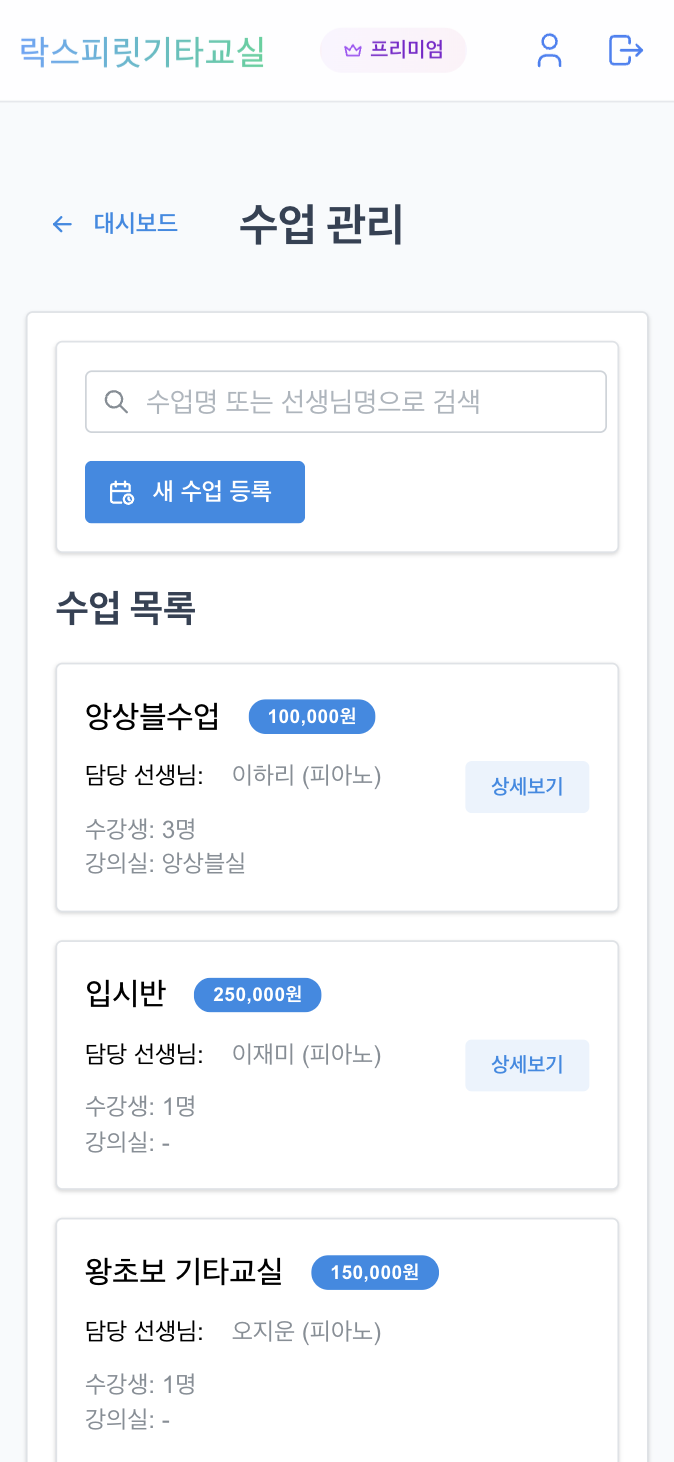 락스피릿기타교실 프리미엄
대시보드 수업 관리
수업명 또는 선생님명으로 검색
새 수업 등록
수업 목록
앙상블수업 100,000원
담당 선생님: 이하리 (피아노)
상세보기
수강생: 3명
강의실: 앙상블실
입시반 250,000원
담당 선생님: 이재미 (피아노)
상세보기
수강생: 1명
강의실: -
왕초보 기타교실 150,000원
담당 선생님: 오지운 (피아노)
수강생: 1명
강의실: -